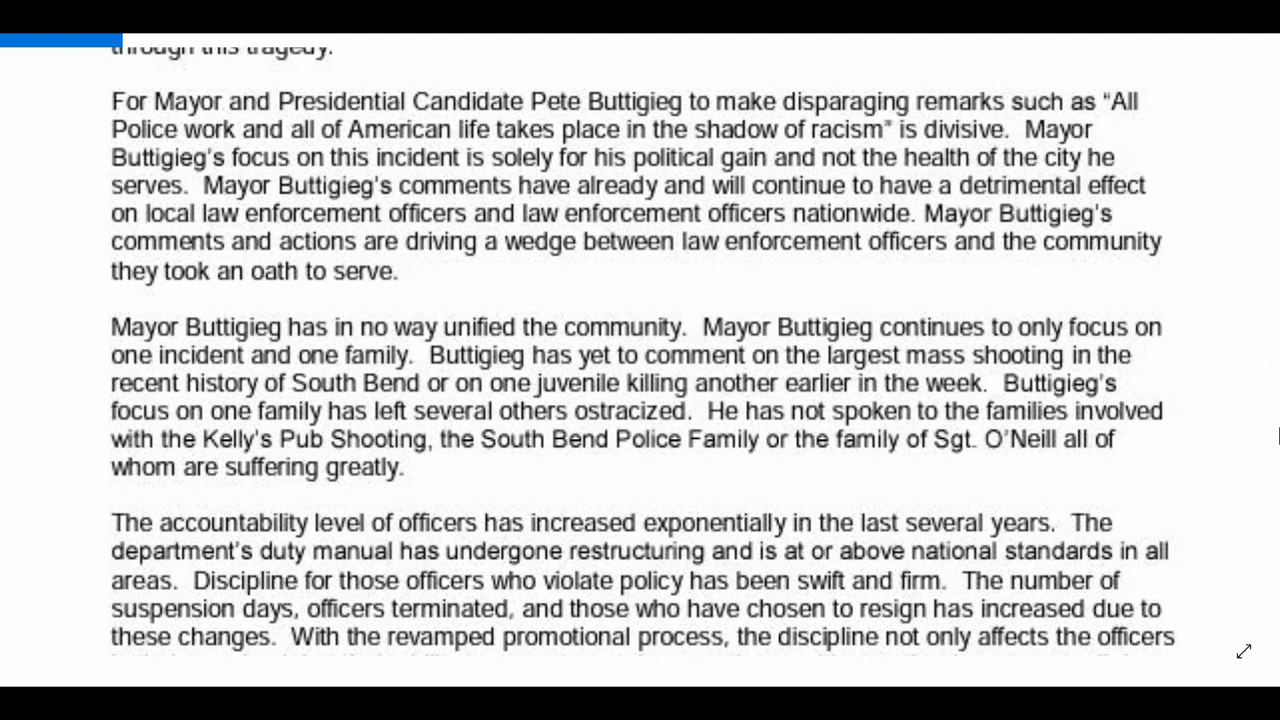 through this tragedy.
For Mayor and Presidential Candidate Pete Buttigieg to make disparaging remarks such as “All
Police work and all of American life takes place in the shadow of racism” is divisive.  Mayor
Buttigieg’s focus on this incident is solely for his political gain and not the health of the city he
serves.  Mayor Buttigieg’s comments have already and will continue to have a detrimental effect
on local law enforcement officers and law enforcement officers nationwide. Mayor Buttigieg’s
comments and actions are driving a wedge between law enforcement officers and the community
they took an oath to serve.
Mayor Buttigieg has in no way unified the community.  Mayor Buttigieg continues to only focus on
one incident and one family.  Buttigieg has yet to comment on the largest mass shooting in the
recent history of South Bend or on one juvenile killing another earlier in the week.  Buttigieg’s
focus on one family has left several others ostracized.  He has not spoken to the families involved
with the Kelly’s Pub Shooting, the South Bend Police Family or the family of Sgt. O’Neill all of
whom are suffering greatly.
The accountability level of officers has increased exponentially in the last several years.  The
department’s duty manual has undergone restructuring and is at or above national standards in all
areas.  Discipline for those officers who violate policy has been swift and firm.  The number of
suspension days, officers terminated, and those who have chosen to resign has increased due to
these changes.  With the revamped promotional process, the discipline not only affects the officers